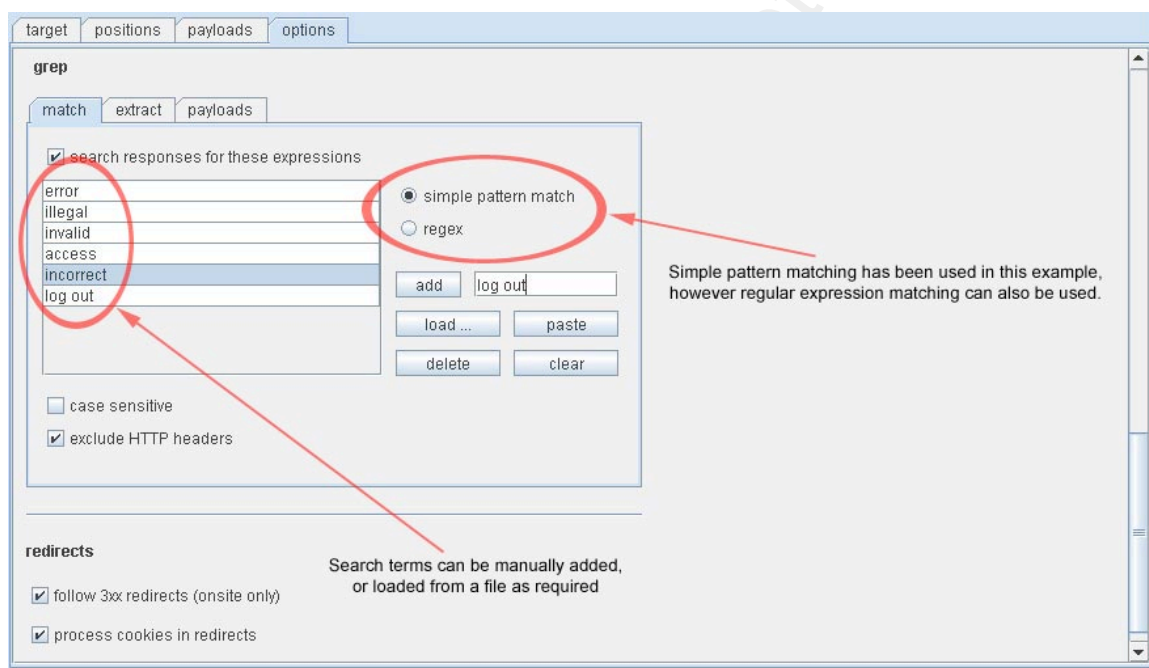 target positions payloads options
grep
match extract payloads
search responses for these expressions
error
illegal
invalid
access
incorrect
log out
simple pattern match
regex
add log out
load ... paste
delete clear
Simple pattern matching has been used in this example,
however regular expression matching can also be used.
case sensitive
exclude HTTP headers
redirects
Search terms can be manually added,
or loaded from a file as required
follow 3xx redirects (onsite only)
process cookies in redirects